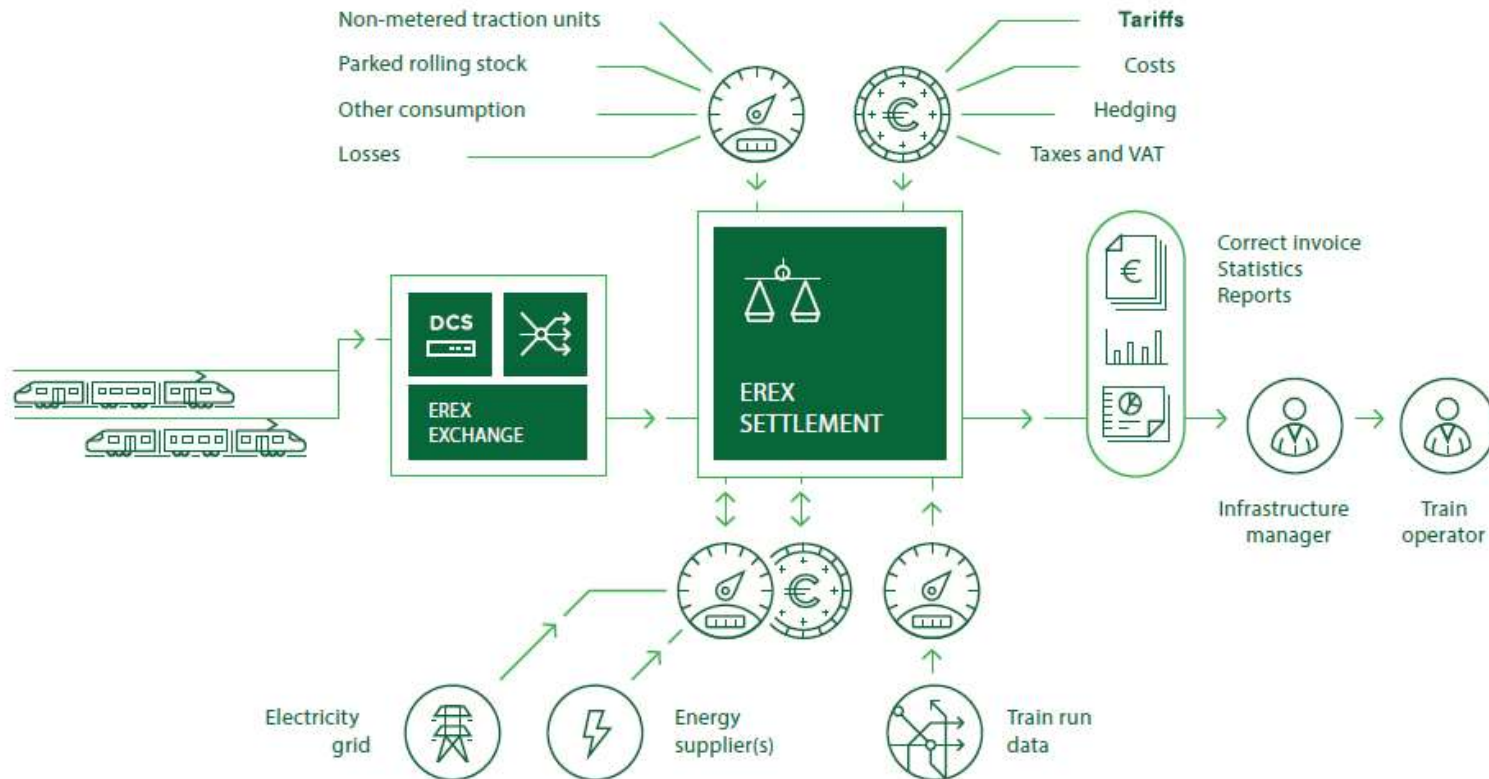 Non-metered traction units
Parked rolling stock
Other consumption
Losses
Tariffs
Costs
Hedging
Taxes and VAT
DCS
EREX
EXCHANGE
EREX
SETTLEMENT
Correct invoice
Statistics
Reports
Infrastructure
manager
Train
operator
Electricity
grid
Energy
supplier(s)
Train run
data